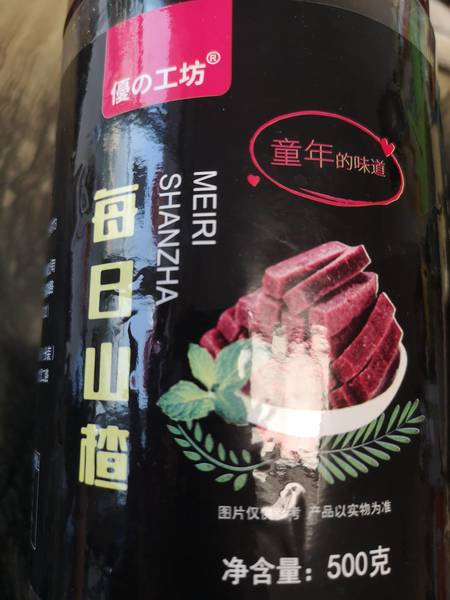 優の工坊®
童年的味道
每日山楂
MEIRI
SHANZHA
图片仅供参考 产品以实物为准
净含量：500克